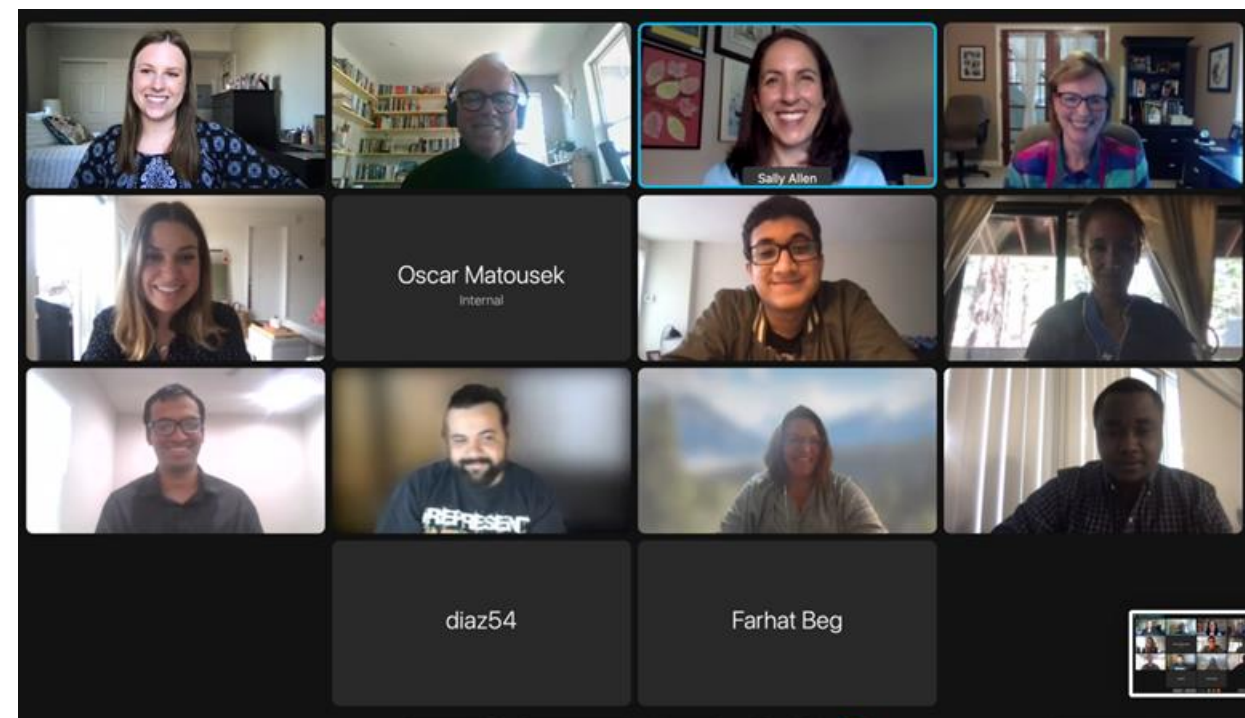 Sally Allen
Oscar Matousek
Internal
REPRESENT
diaz54
Farhat Beg